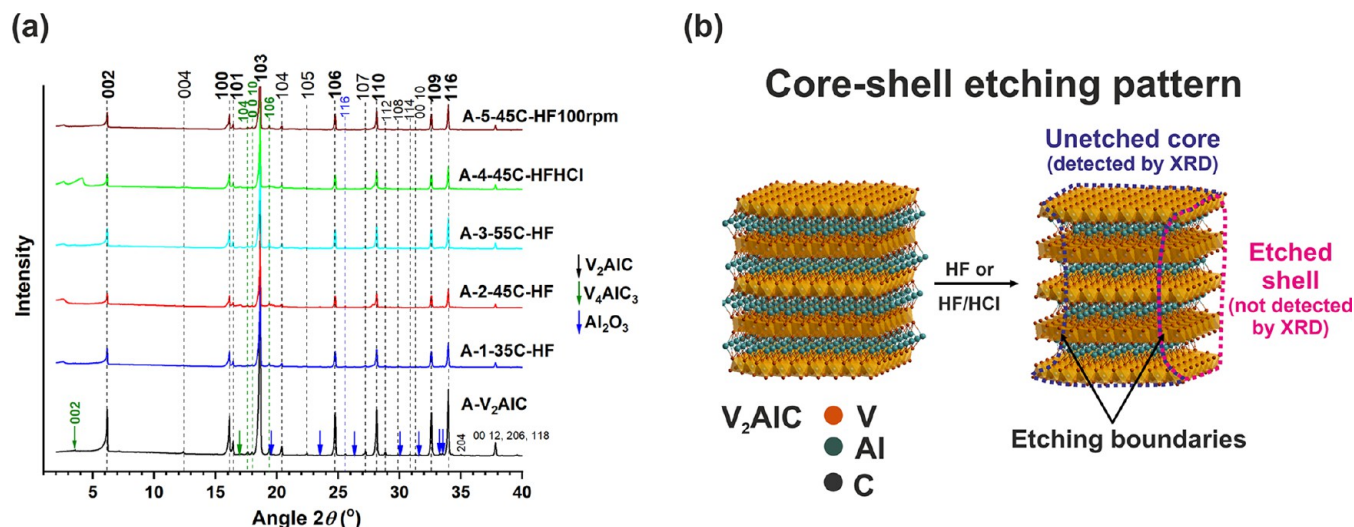 (a)
002
004
100
101
104
0 0 10
103
106
104
105
106
116
107
110
112
108
114
00 10
109
116
A-5-45C-HF100rpm
A-4-45C-HFHCl
A-3-55C-HF
A-2-45C-HF
A-1-35C-HF
A-V₂AlC
V₂AlC
V₄AlC₃
Al₂O₃
002
204
00 12, 206, 118
Intensity
5 10 15 20 25 30 35 40
Angle 2θ (°)
(b)
Core-shell etching pattern
Unetched core
(detected by XRD)
HF or
HF/HCl
Etched
shell
(not detected
by XRD)
V₂AlC
V
Al
C
Etching boundaries